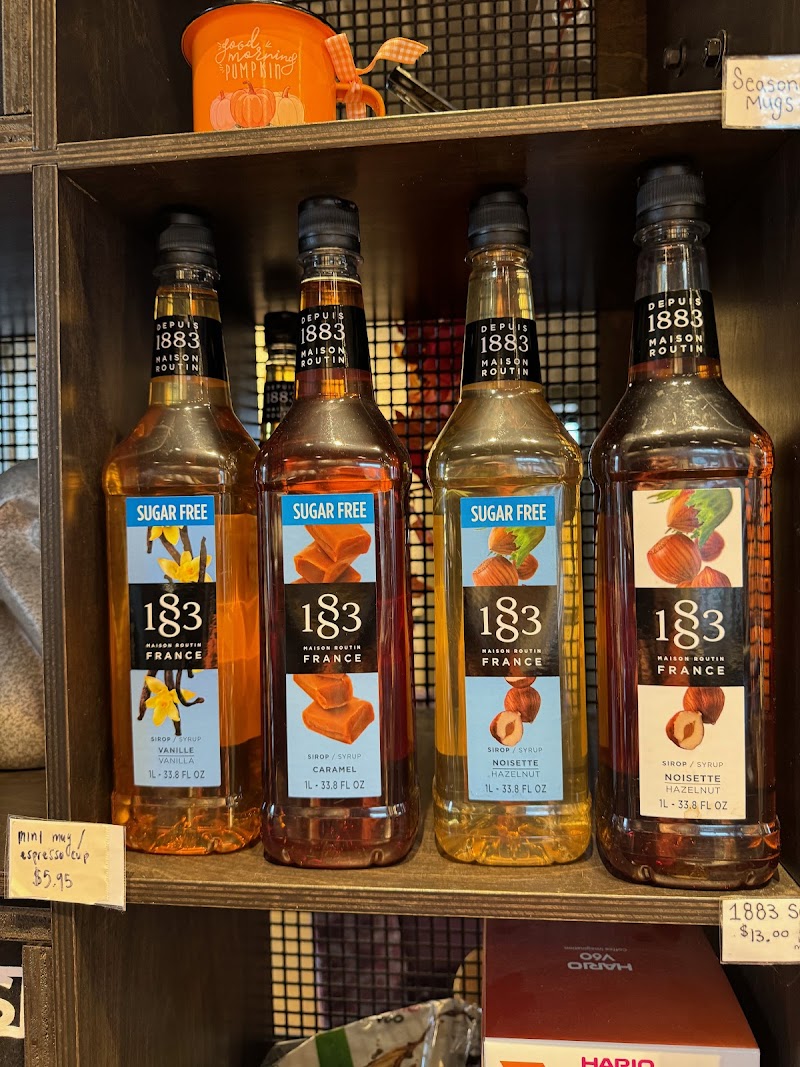 good
morning
PUMPKIN
Mugs
DEPUIS
1883
MAISON
ROUTIN
DEPUIS
1883
MAISON
ROUTIN
DEPUIS
1883
MAISON
ROUTIN
DEPUIS
1883
MAISON
ROUTIN
1883
SUGAR FREE
1883
MAISON ROUTIN
FRANCE
SIROP / SYRUP
VANILLE
VANILLA
1L - 33.8 FL OZ
SUGAR FREE
1883
MAISON ROUTIN
FRANCE
SIROP / SYRUP
CARAMEL
1L - 33.8 FL OZ
SUGAR FREE
1883
MAISON ROUTIN
FRANCE
SIROP / SYRUP
NOISETTE
HAZELNUT
1L - 33.8 FL OZ
1883
MAISON ROUTIN
FRANCE
SIROP / SYRUP
NOISETTE
HAZELNUT
1L - 33.8 FL OZ
mini mug /
espresso cup
$5.95
1883
$13.00
V60
HARIO
HARIO